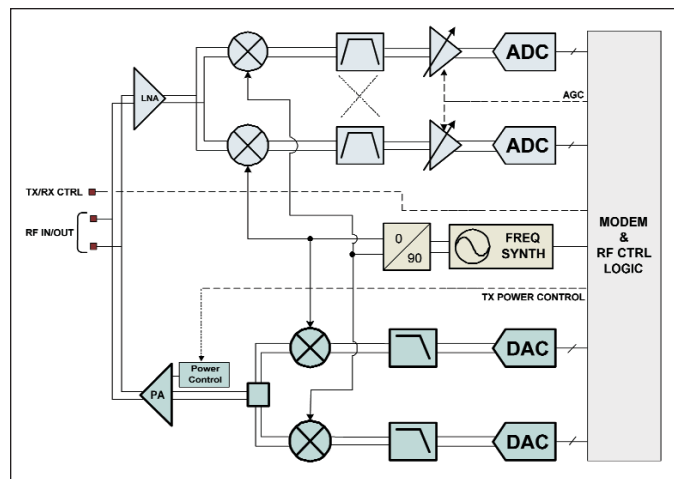 ADC
LNA
AGC
ADC
TX/RX CTRL
RF IN/OUT
0
90
FREQ
SYNTH
MODEM
&
RF CTRL
LOGIC
TX POWER CONTROL
Power
Control
PA
DAC
DAC